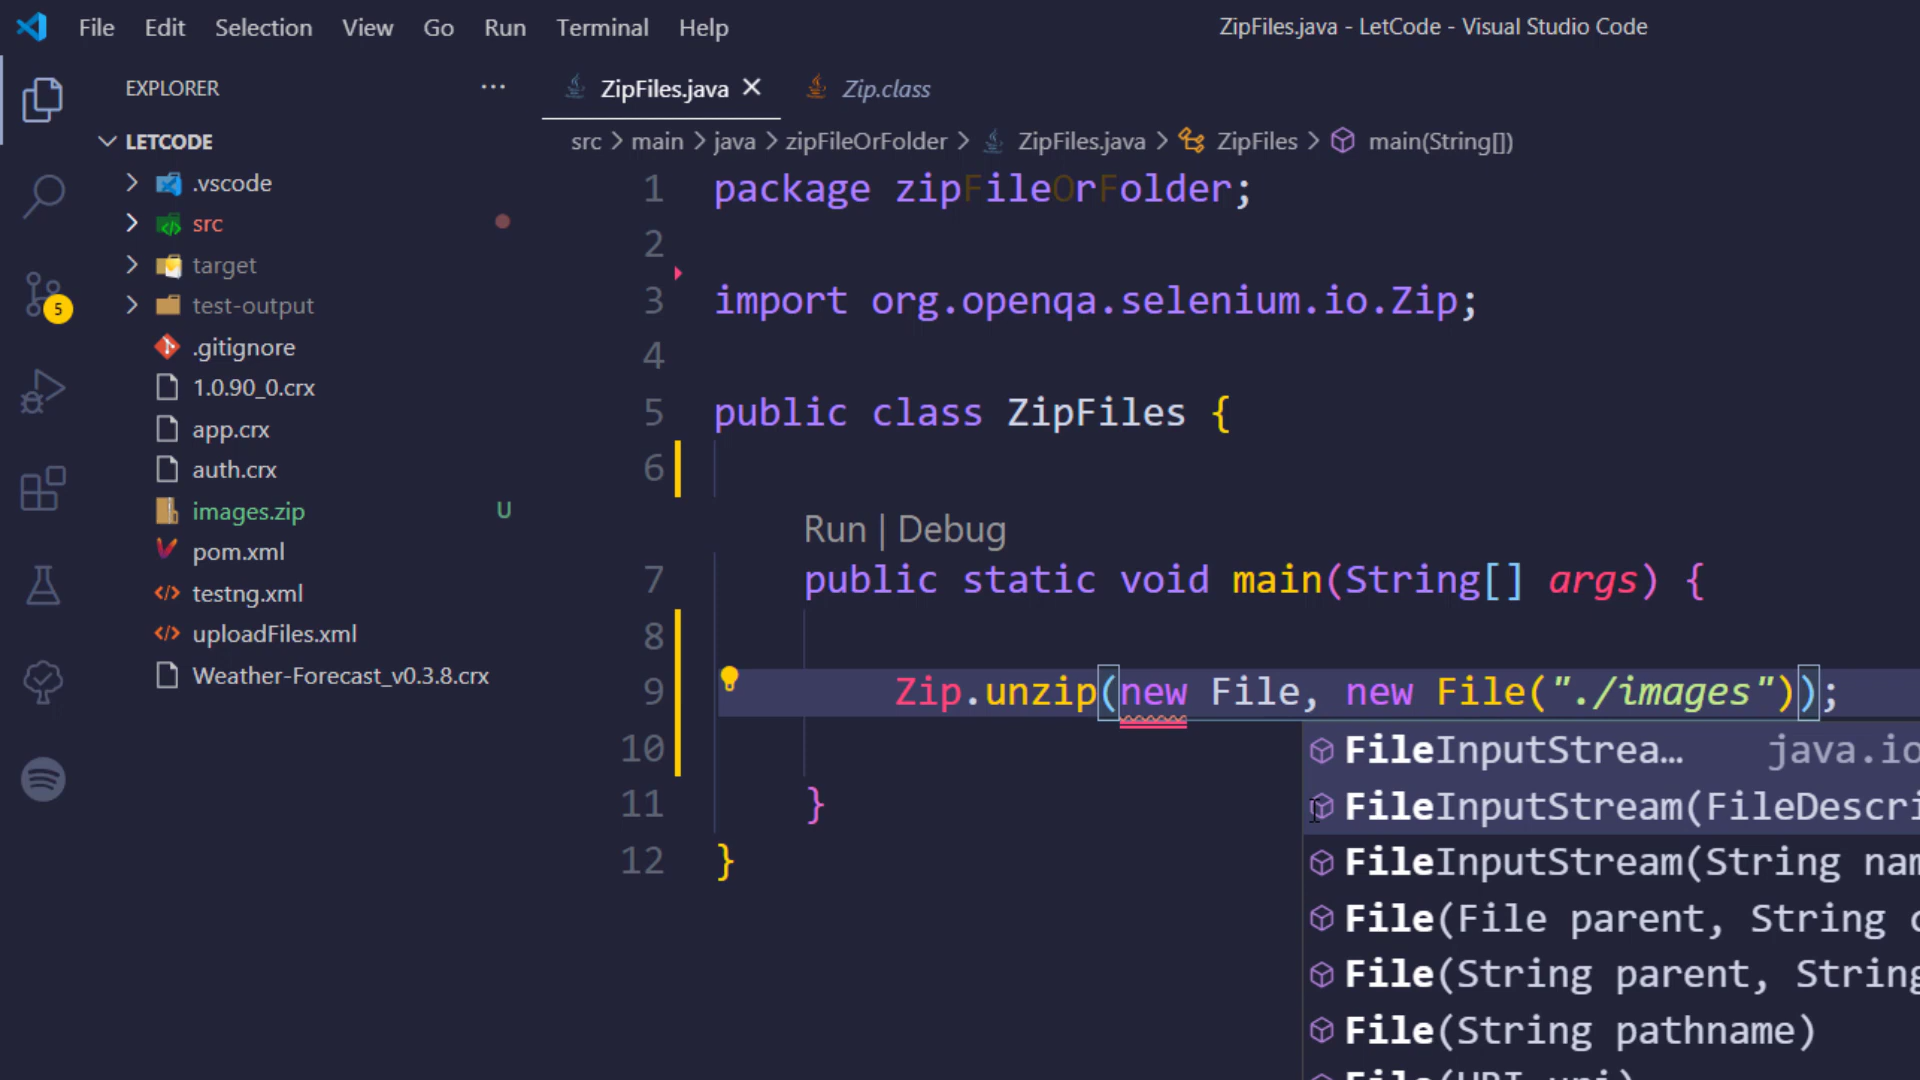 File Edit Selection View Go Run Terminal Help
ZipFiles.java - LetCode - Visual Studio Code
EXPLORER
···
ZipFiles.java
Zip.class
LETCODE
src > main > java > zipFileOrFolder > ZipFiles.java > ZipFiles > main(String[])
.vscode
src
target
test-output
.gitignore
1.0.90_0.crx
app.crx
auth.crx
images.zip U
pom.xml
testng.xml
uploadFiles.xml
Weather-Forecast_v0.3.8.crx
5
1 package zipFileOrFolder;
2
3 import org.openqa.selenium.io.Zip;
4
5 public class ZipFiles {
6
Run | Debug
7 public static void main(String[] args) {
8
9 Zip.unzip(new File, new File("./images"));
10
11 }
12 }
FileInputStrea… java.io
FileInputStream(FileDescri
FileInputStream(String nam
File(File parent, String c
File(String parent, String
File(String pathname)
File(URI uri)